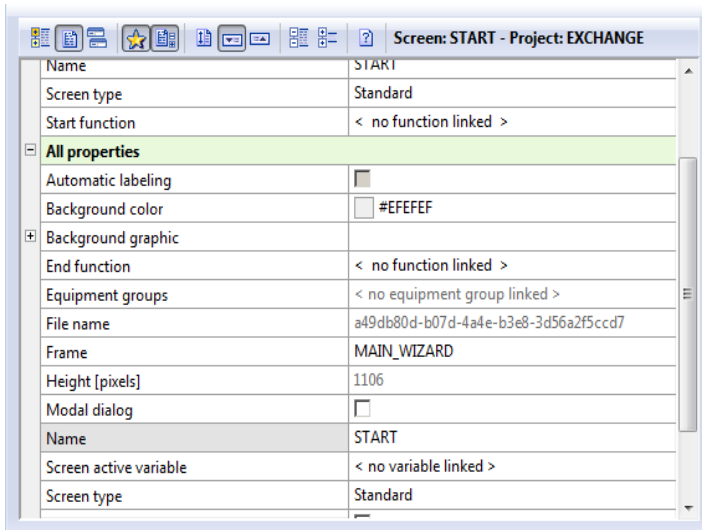 Screen: START - Project: EXCHANGE
Name START
Screen type Standard
Start function < no function linked >
All properties
Automatic labeling
Background color #EFEFEF
Background graphic
End function < no function linked >
Equipment groups < no equipment group linked >
File name a49db80d-b07d-4a4e-b3e8-3d56a2f5ccd7
Frame MAIN_WIZARD
Height [pixels] 1106
Modal dialog
Name START
Screen active variable < no variable linked >
Screen type Standard